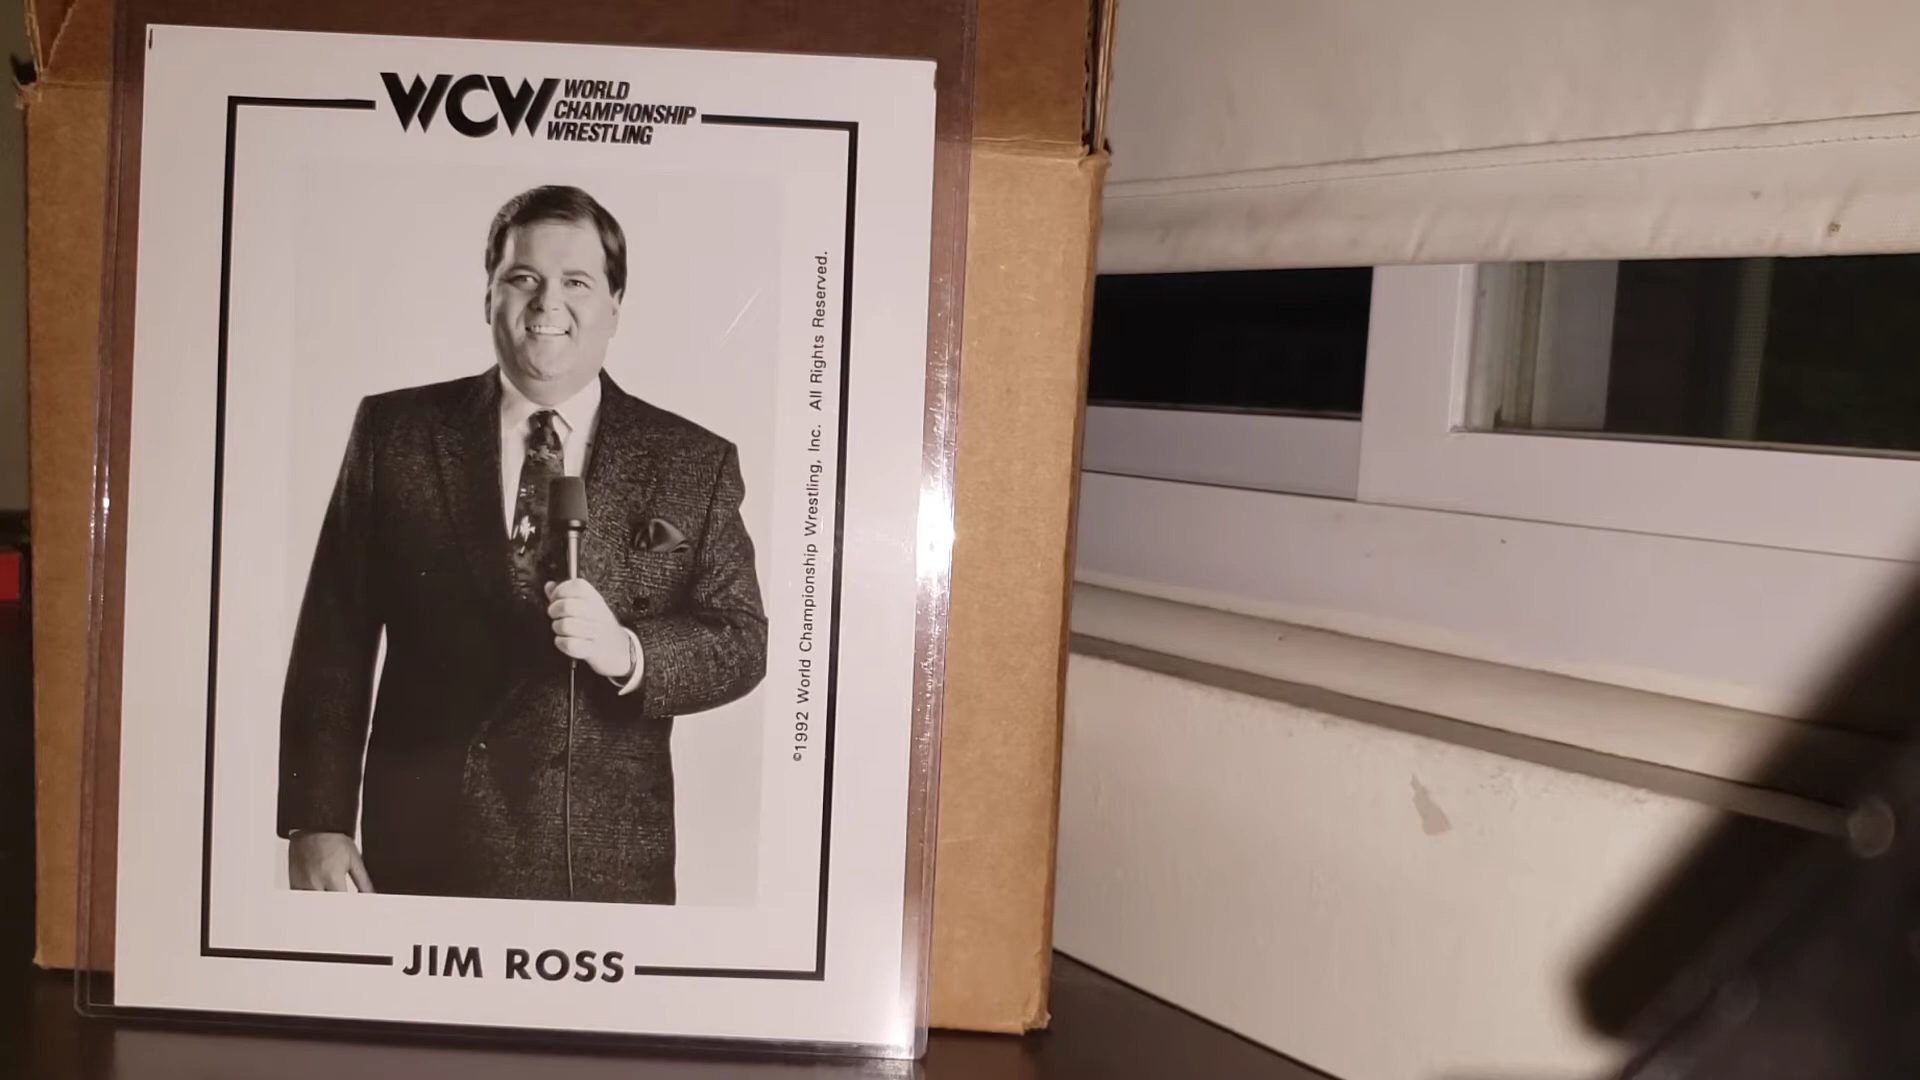 WCW WORLD
CHAMPIONSHIP
WRESTLING
©1992 World Championship Wrestling, Inc. All Rights Reserved.
JIM ROSS